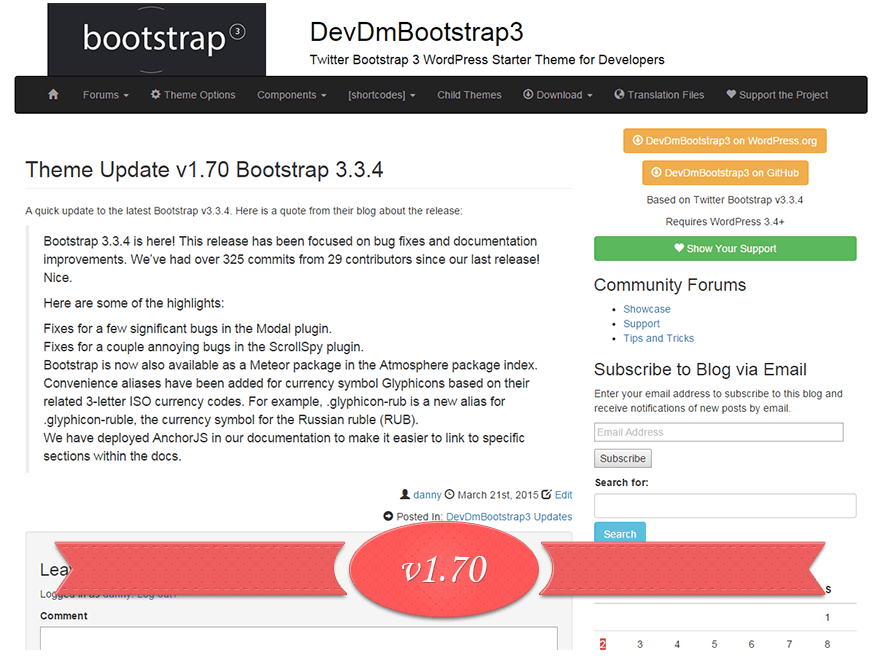 bootstrap 3
DevDmBootstrap3
Twitter Bootstrap 3 WordPress Starter Theme for Developers
Forums Theme Options Components [shortcodes] Child Themes Download Translation Files Support the Project
Theme Update v1.70 Bootstrap 3.3.4
A quick update to the latest Bootstrap v3.3.4. Here is a quote from their blog about the release:
Bootstrap 3.3.4 is here! This release has been focused on bug fixes and documentation
improvements. We've had over 325 commits from 29 contributors since our last release!
Nice.
Here are some of the highlights:
Fixes for a few significant bugs in the Modal plugin.
Fixes for a couple annoying bugs in the ScrollSpy plugin.
Bootstrap is now also available as a Meteor package in the Atmosphere package index.
Convenience aliases have been added for currency symbol Glyphicons based on their
related 3-letter ISO currency codes. For example, .glyphicon-rub is a new alias for
.glyphicon-ruble, the currency symbol for the Russian ruble (RUB).
We have deployed AnchorJS in our documentation to make it easier to link to specific
sections within the docs.
danny March 21st, 2015 Edit
Posted In: DevDmBootstrap3 Updates
Comment
v1.70
DevDmBootstrap3 on WordPress.org
DevDmBootstrap3 on GitHub
Based on Twitter Bootstrap v3.3.4
Requires WordPress 3.4+
Show Your Support
Community Forums
Showcase
Support
Tips and Tricks
Subscribe to Blog via Email
Enter your email address to subscribe to this blog and
receive notifications of new posts by email.
Email Address
Subscribe
Search for:
Search
S
1
2 3 4 5 6 7 8